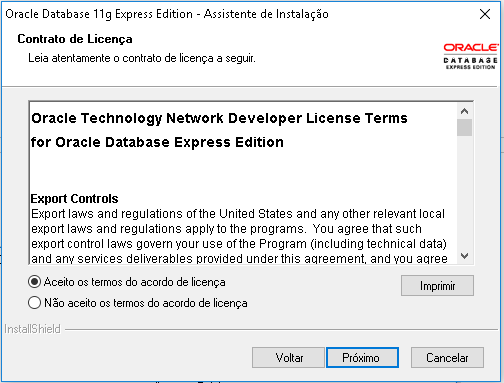 Oracle Database 11g Express Edition - Assistente de Instalação
Contrato de Licença
Leia atentamente o contrato de licença a seguir.
ORACLE
DATABASE
EXPRESS EDITION
Oracle Technology Network Developer License Terms
for Oracle Database Express Edition
Export Controls
Export laws and regulations of the United States and any other relevant local
export laws and regulations apply to the programs. You agree that such
export control laws govern your use of the Program (including technical data)
and any services deliverables provided under this agreement, and you agree
Aceito os termos do acordo de licença
Não aceito os termos do acordo de licença
Imprimir
InstallShield
Voltar
Próximo
Cancelar